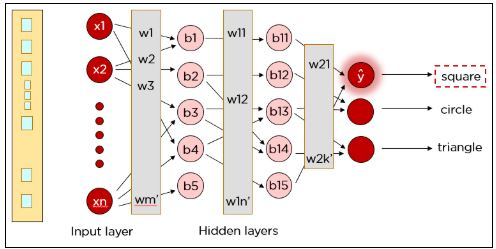 x1
x2
xn
w1
w2
w3
wm'
b1
b2
b3
b4
b5
w11
w12
w1n'
b11
b12
b13
b14
b15
w21
w2k'
ŷ
square
circle
triangle
Input layer
Hidden layers